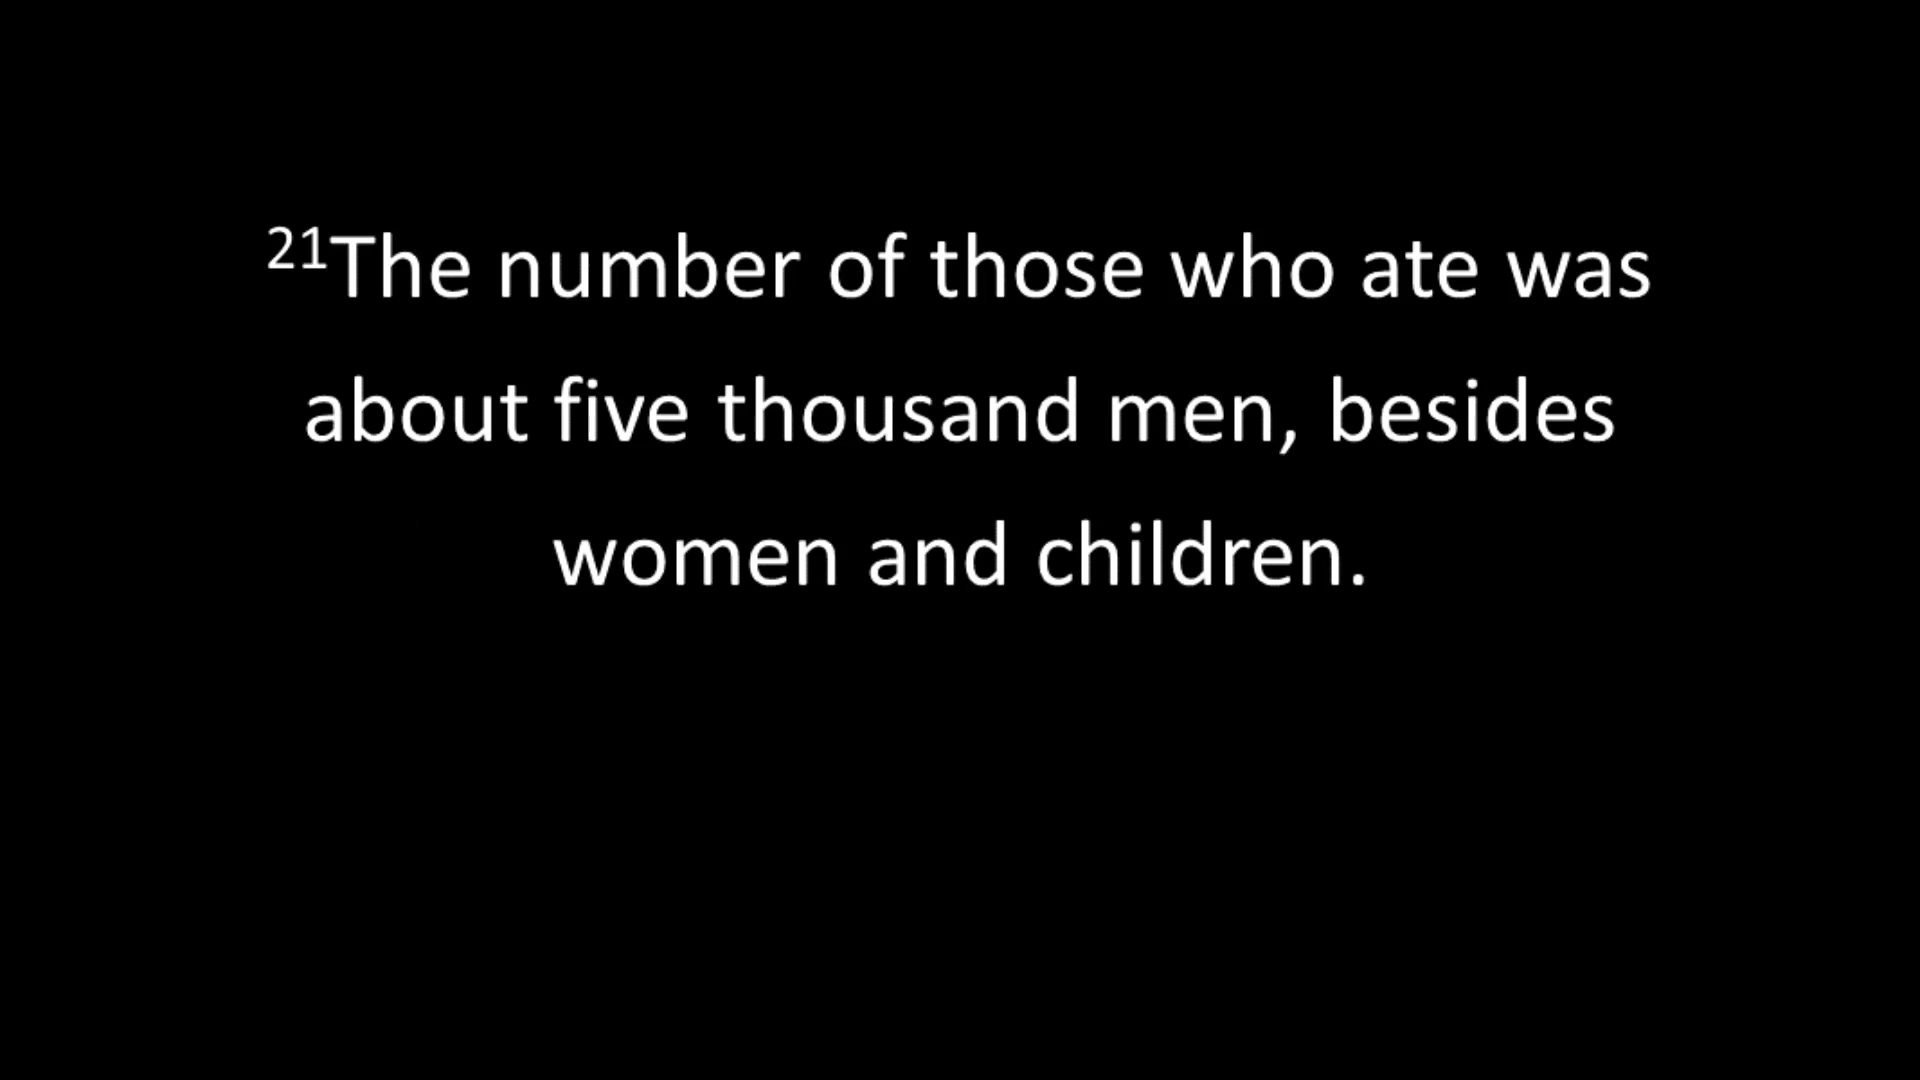 21The number of those who ate was
about five thousand men, besides
women and children.